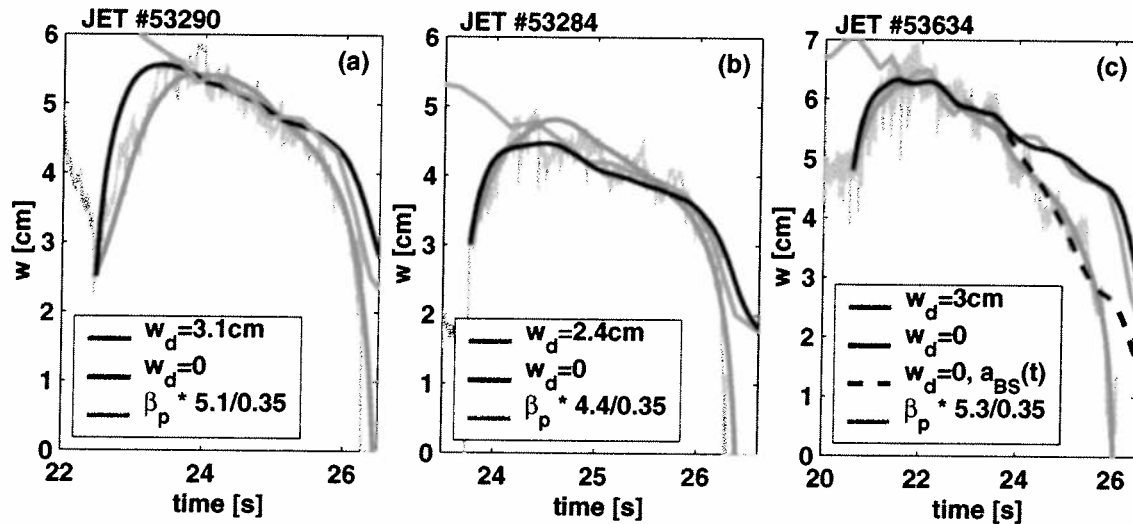 JET #53290
(a)
w [cm]
6
5
4
3
2
1
0
w_d=3.1cm
w_d=0
β_p * 5.1/0.35
22
24
26
time [s]
JET #53284
(b)
w [cm]
6
5
4
3
2
1
0
w_d=2.4cm
w_d=0
β_p * 4.4/0.35
24
25
26
time [s]
JET #53634
(c)
w [cm]
7
6
5
4
3
2
1
0
w_d=3cm
w_d=0
w_d=0, a_BS(t)
β_p * 5.3/0.35
20
22
24
26
time [s]